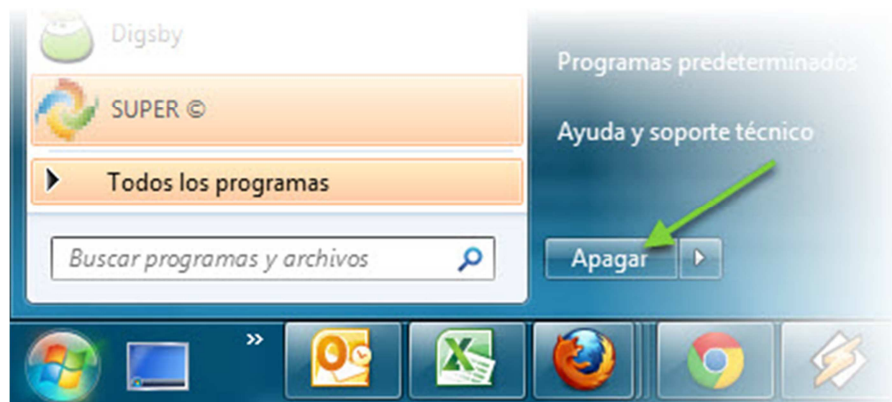 Digsby
SUPER ©
Todos los programas
Buscar programas y archivos
Programas predeterminados
Ayuda y soporte técnico
Apagar